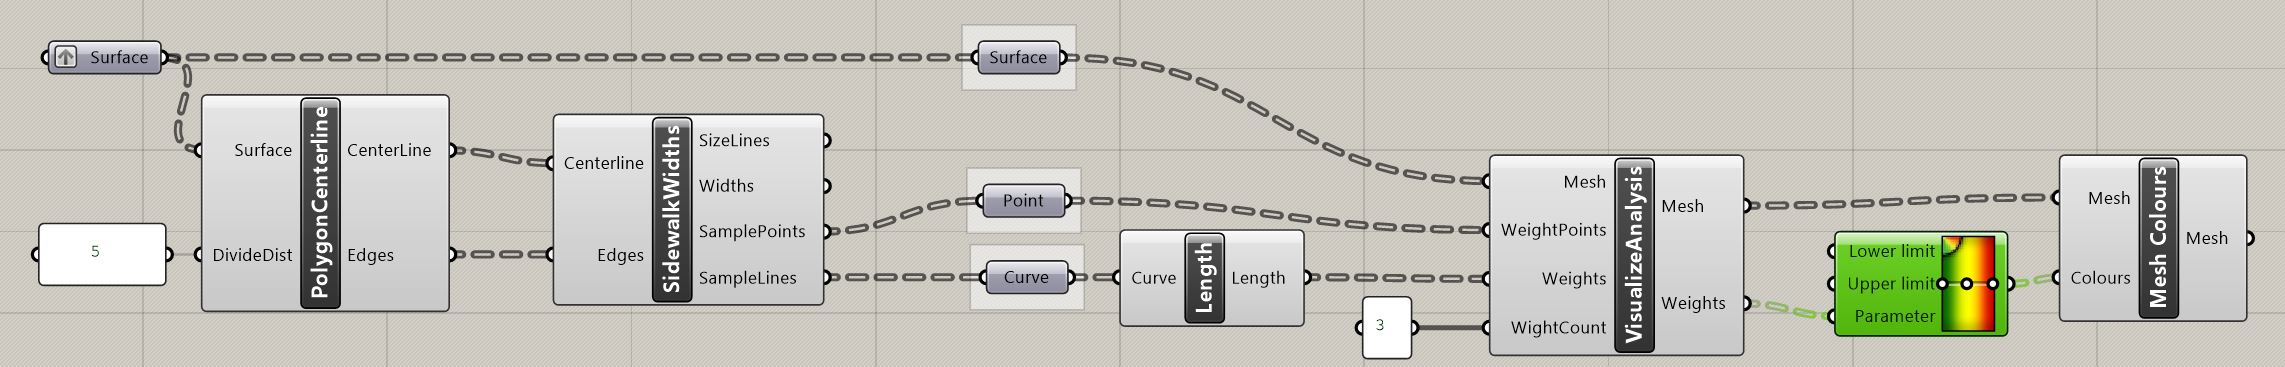 Surface
Surface
Surface
DivideDist
PolygonCenterline
CenterLine
Edges
5
Centerline
Edges
SidewalkWidths
SizeLines
Widths
SamplePoints
SampleLines
Point
Curve
Curve
Length
Length
3
Mesh
WeightPoints
Weights
WightCount
VisualizeAnalysis
Mesh
Weights
Lower limit
Upper limit
Parameter
Mesh
Colours
Mesh Colours
Mesh